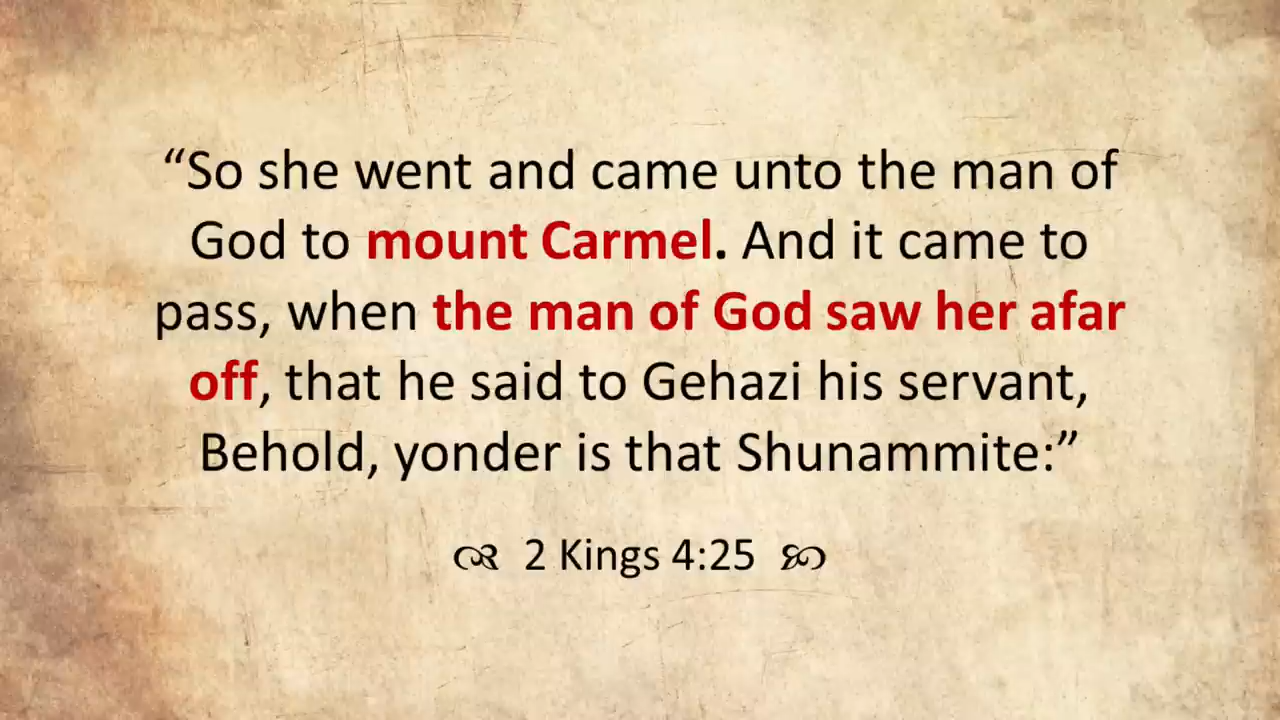 “So she went and came unto the man of
God to mount Carmel. And it came to
pass, when the man of God saw her afar
off, that he said to Gehazi his servant,
Behold, yonder is that Shunammite:”
2 Kings 4:25